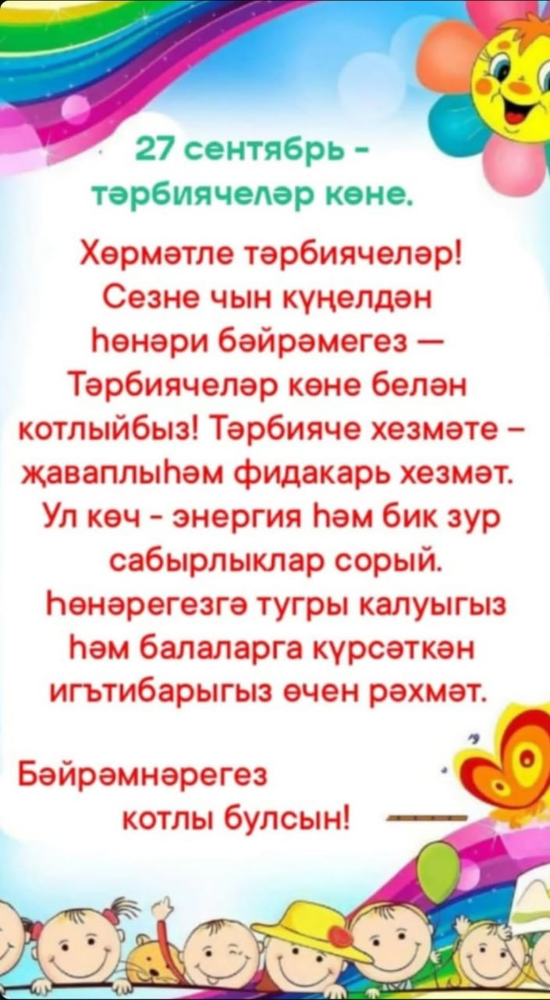 27 сентябрь -
тәрбиячеләр көне.
Хөрмәтле тәрбиячеләр!
Сезне чын күңелдән
һөнәри бәйрәмегез —
Тәрбиячеләр көне белән
котлыйбыз! Тәрбияче хезмәте –
җаваплыһәм фидакарь хезмәт.
Ул көч - энергия һәм бик зур
сабырлыклар сорый.
Һөнәрегезгә тугры калуыгыз
һәм балаларга күрсәткән
игътибарыгыз өчен рәхмәт.
Бәйрәмнәрегез
котлы булсын!